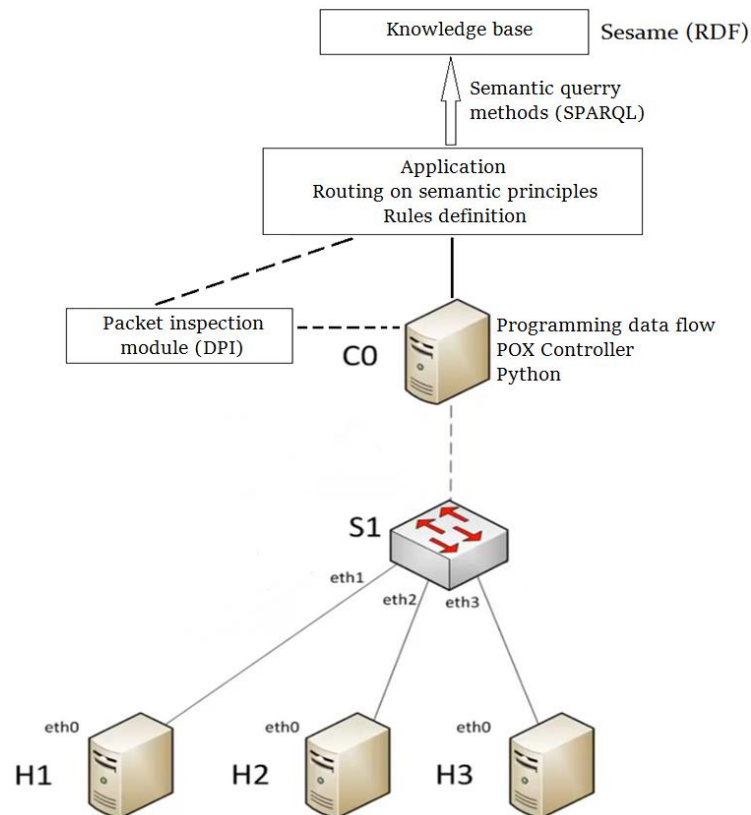 Knowledge base
Sesame (RDF)
Semantic querry
methods (SPARQL)
Application
Routing on semantic principles
Rules definition
Packet inspection
module (DPI)
C0
Programming data flow
POX Controller
Python
S1
eth1
eth2
eth3
eth0
H1
eth0
H2
eth0
H3